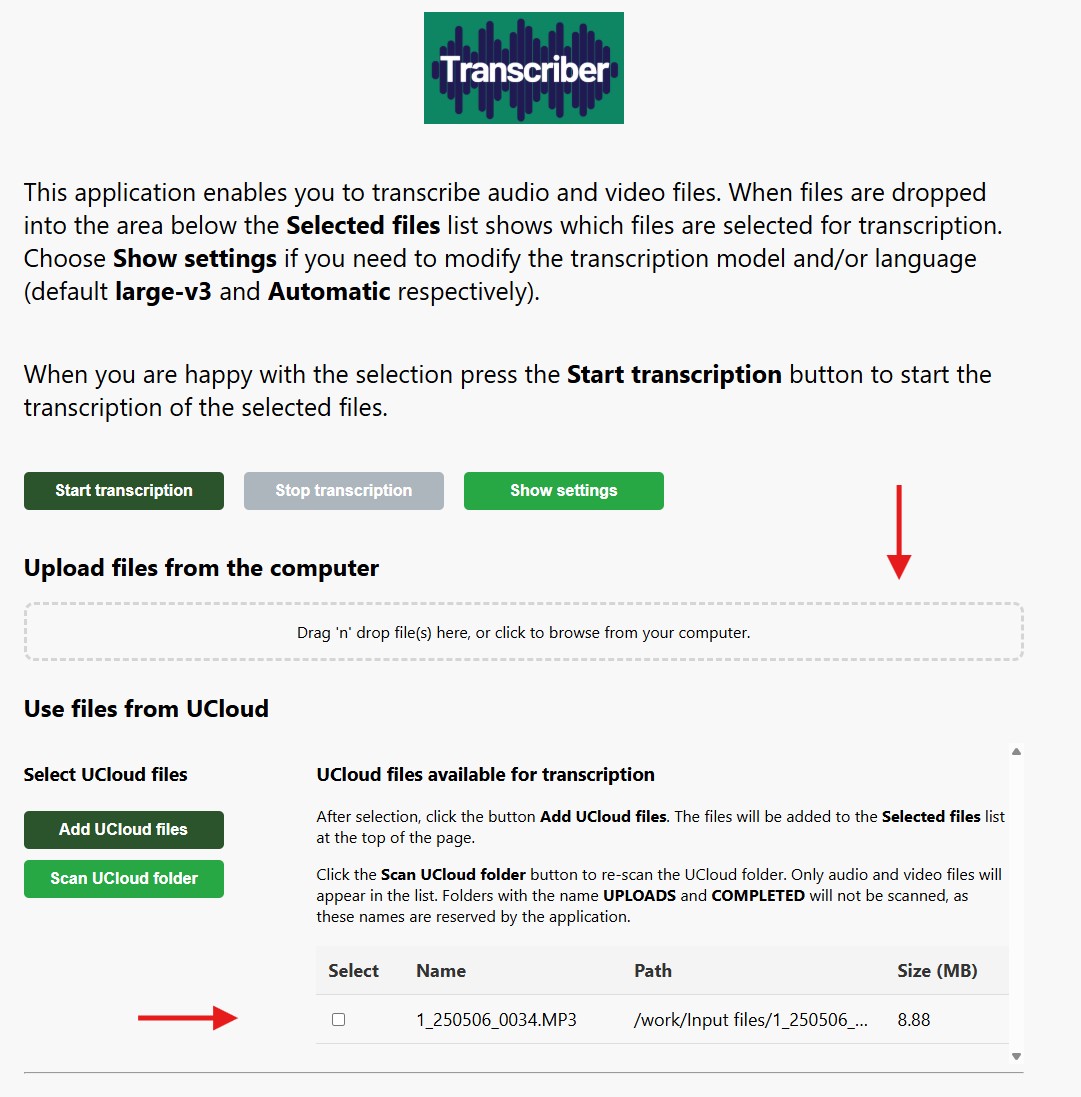 Transcriber
This application enables you to transcribe audio and video files. When files are dropped
into the area below the Selected files list shows which files are selected for transcription.
Choose Show settings if you need to modify the transcription model and/or language
(default large-v3 and Automatic respectively).
When you are happy with the selection press the Start transcription button to start the
transcription of the selected files.
Start transcription Stop transcription Show settings
Upload files from the computer
Drag 'n' drop file(s) here, or click to browse from your computer.
Use files from UCloud
Select UCloud files
Add UCloud files
Scan UCloud folder
UCloud files available for transcription
After selection, click the button Add UCloud files. The files will be added to the Selected files list
at the top of the page.
Click the Scan UCloud folder button to re-scan the UCloud folder. Only audio and video files will
appear in the list. Folders with the name UPLOADS and COMPLETED will not be scanned, as
these names are reserved by the application.
Select Name Path Size (MB)
1_250506_0034.MP3 /work/Input files/1_250506_... 8.88